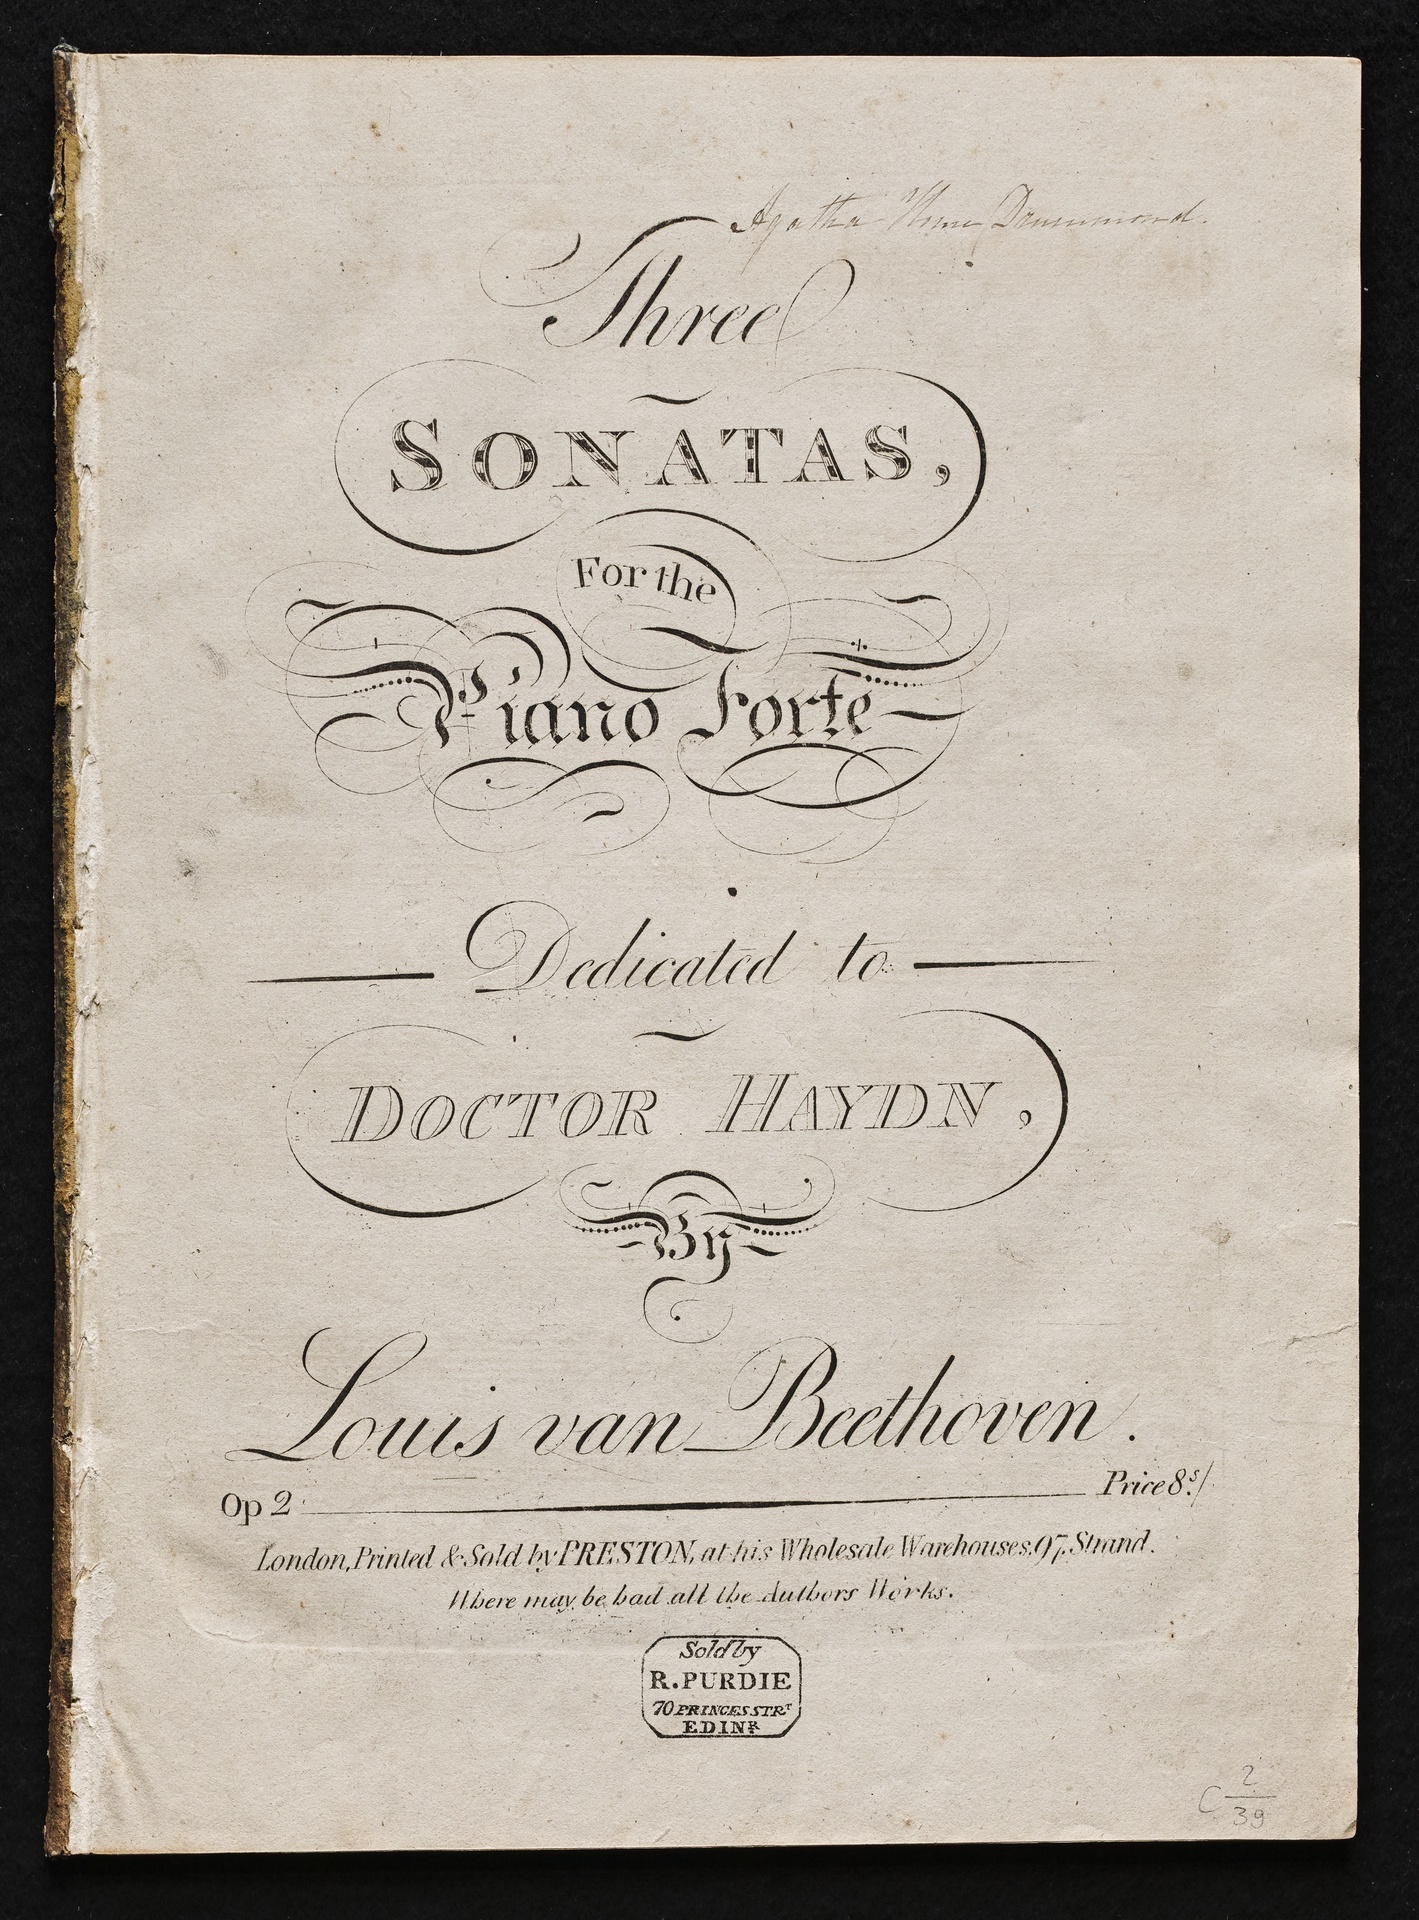 Agatha Hume Drummond.
Three
SONATAS,
For the
Piano Forte
Dedicated to
DOCTOR HAYDN,
By
Louis van Beethoven.
Op 2 Price 8.s/
London, Printed & Sold by PRESTON, at his Wholesale Warehouses, 97, Strand.
Where may be had all the Authors Works.
Sold by
R. PURDIE
70 PRINCES STRT
EDINR
C 2/39